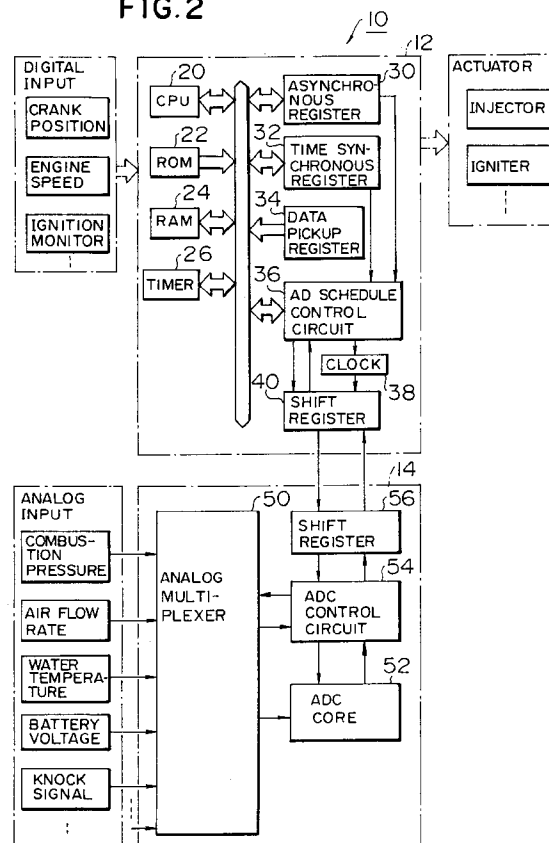 FIG. 2
10
12
DIGITAL
INPUT
CRANK
POSITION
ENGINE
SPEED
IGNITION
MONITOR
20
CPU
22
ROM
24
RAM
26
TIMER
30
ASYNCHRO-
NOUS
REGISTER
32
TIME SYN-
CHRONOUS
REGISTER
34
DATA
PICKUP
REGISTER
36
AD SCHEDULE
CONTROL
CIRCUIT
CLOCK
38
40
SHIFT
REGISTER
ACTUATOR
INJECTOR
IGNITER
14
ANALOG
INPUT
COMBUS-
TION
PRESSURE
AIR FLOW
RATE
WATER
TEMPERA-
TURE
BATTERY
VOLTAGE
KNOCK
SIGNAL
50
ANALOG
MULTI-
PLEXER
56
SHIFT
REGISTER
54
ADC
CONTROL
CIRCUIT
52
ADC
CORE